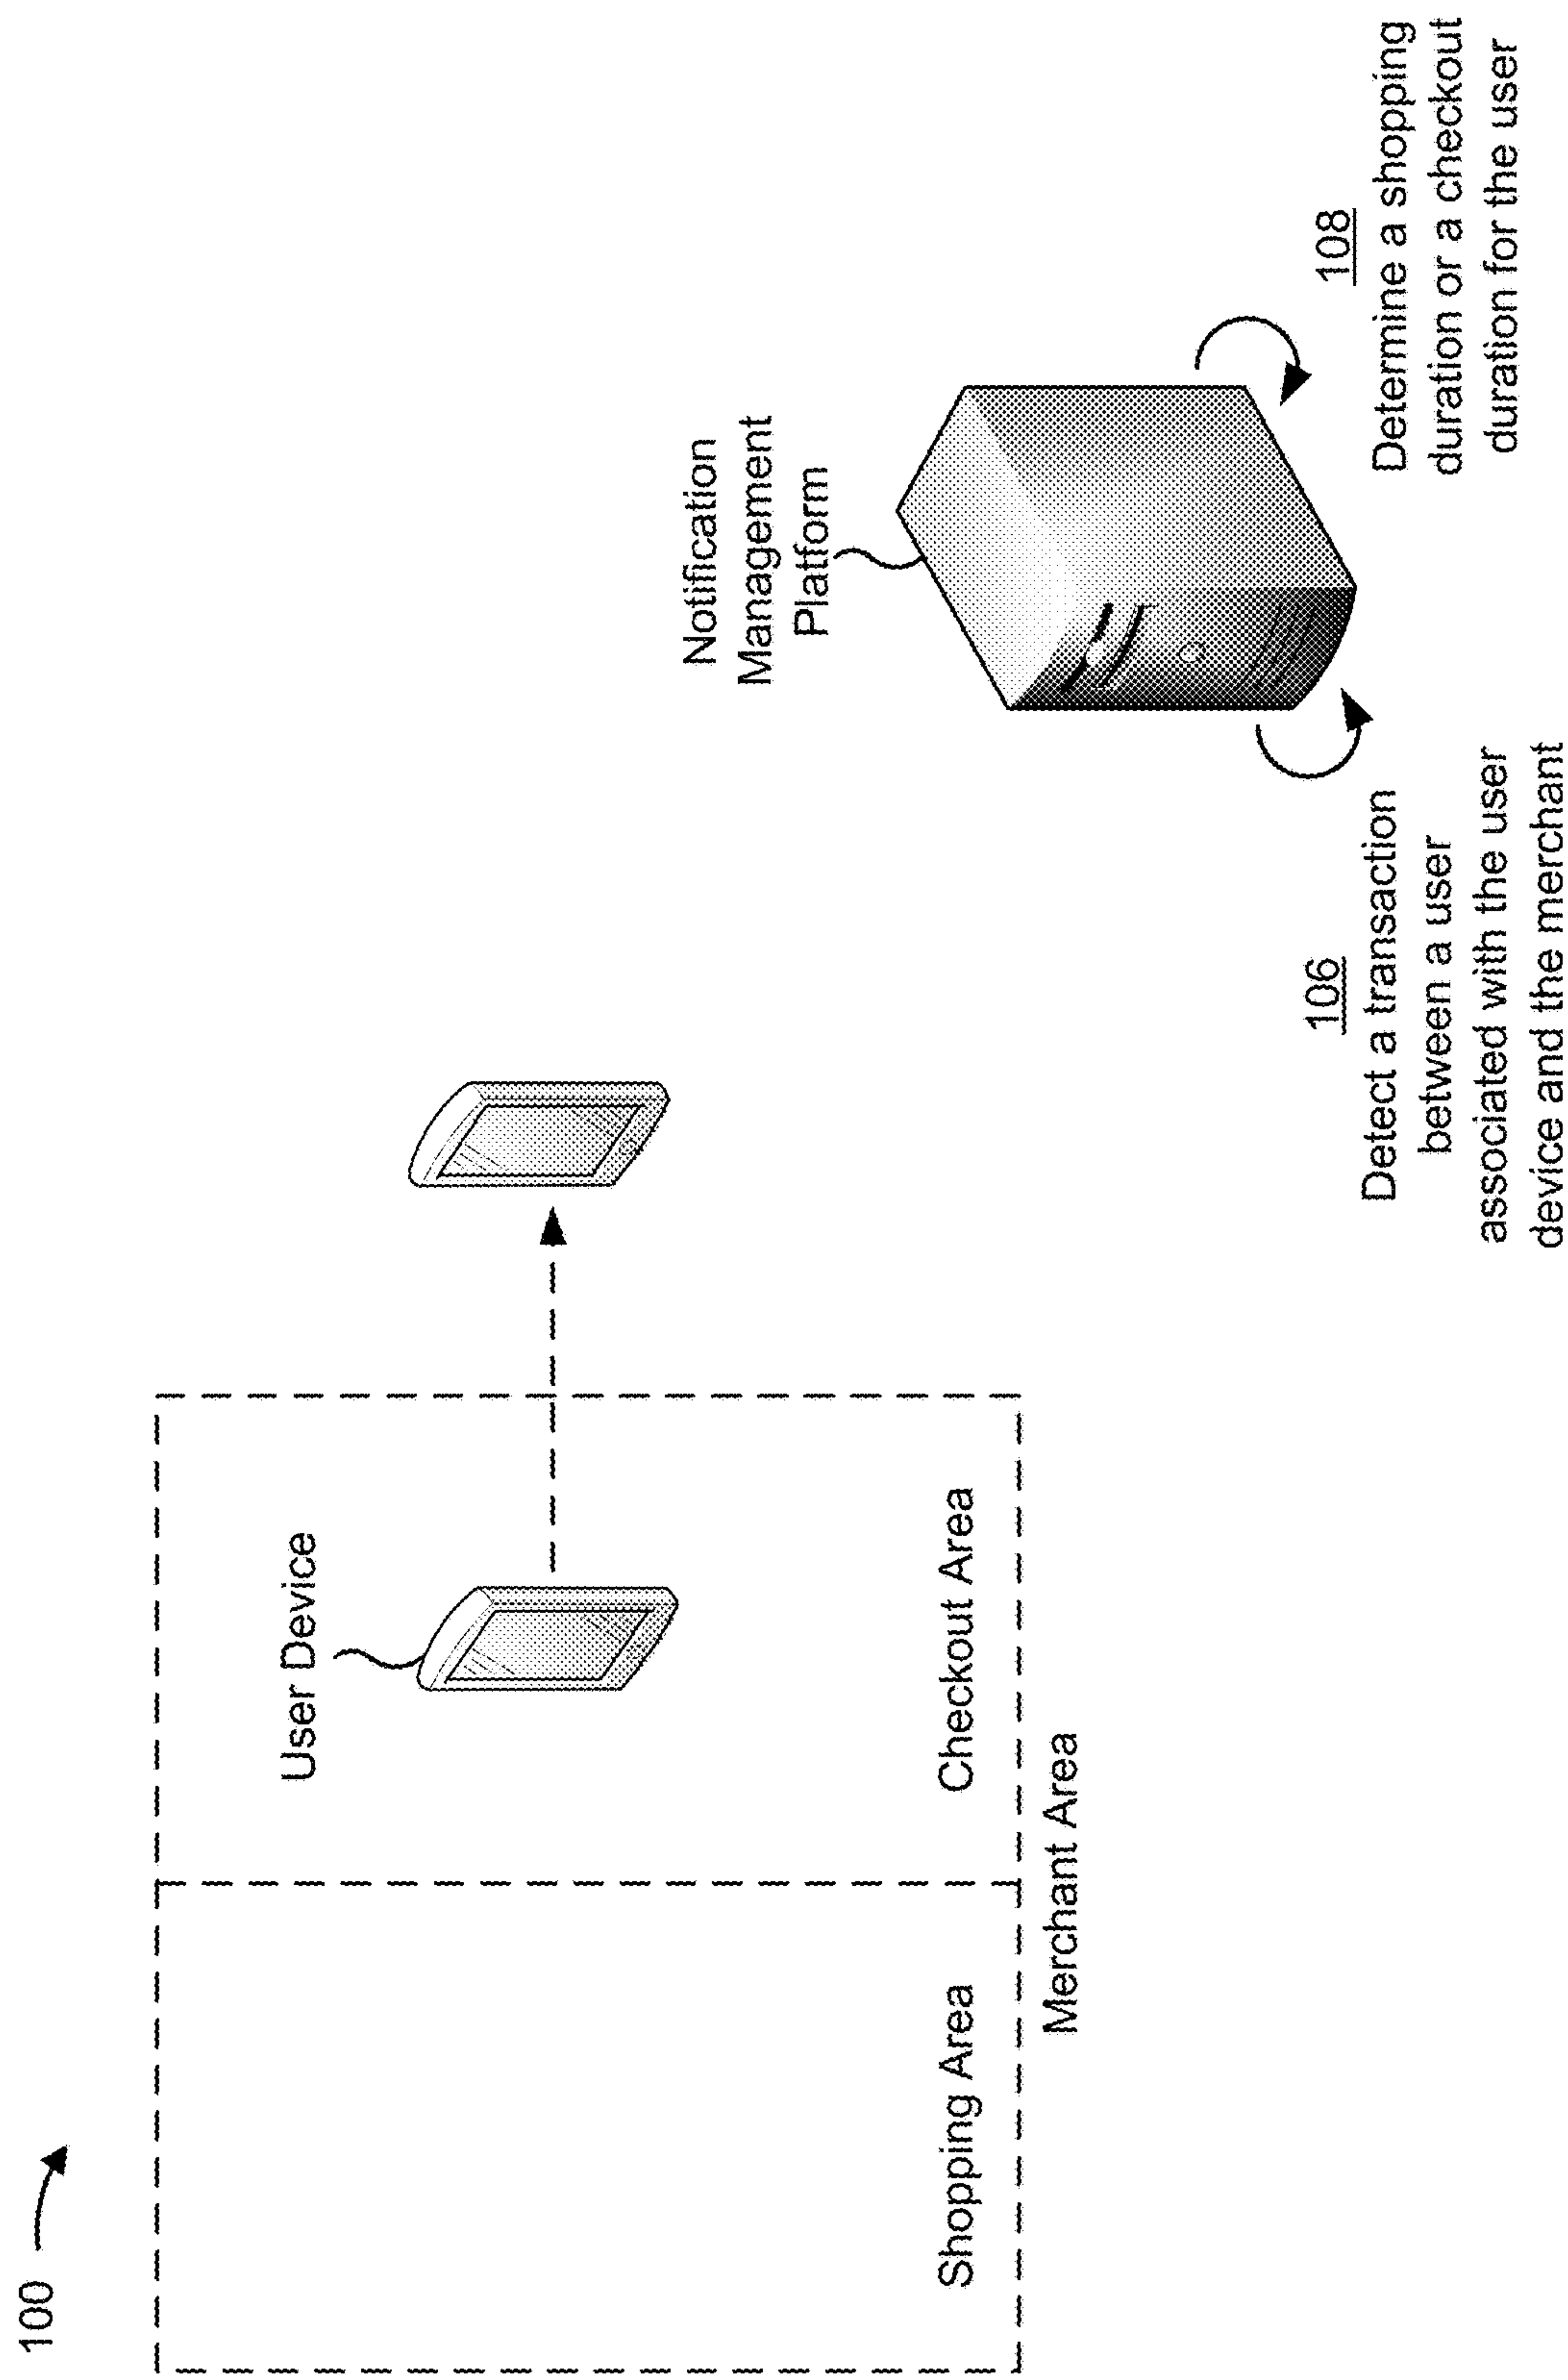 100
User Device
Shopping Area
Checkout Area
Merchant Area
Notification
Management
Platform
106
Detect a transaction
between a user
associated with the user
device and the merchant
108
Determine a shopping
duration or a checkout
duration for the user